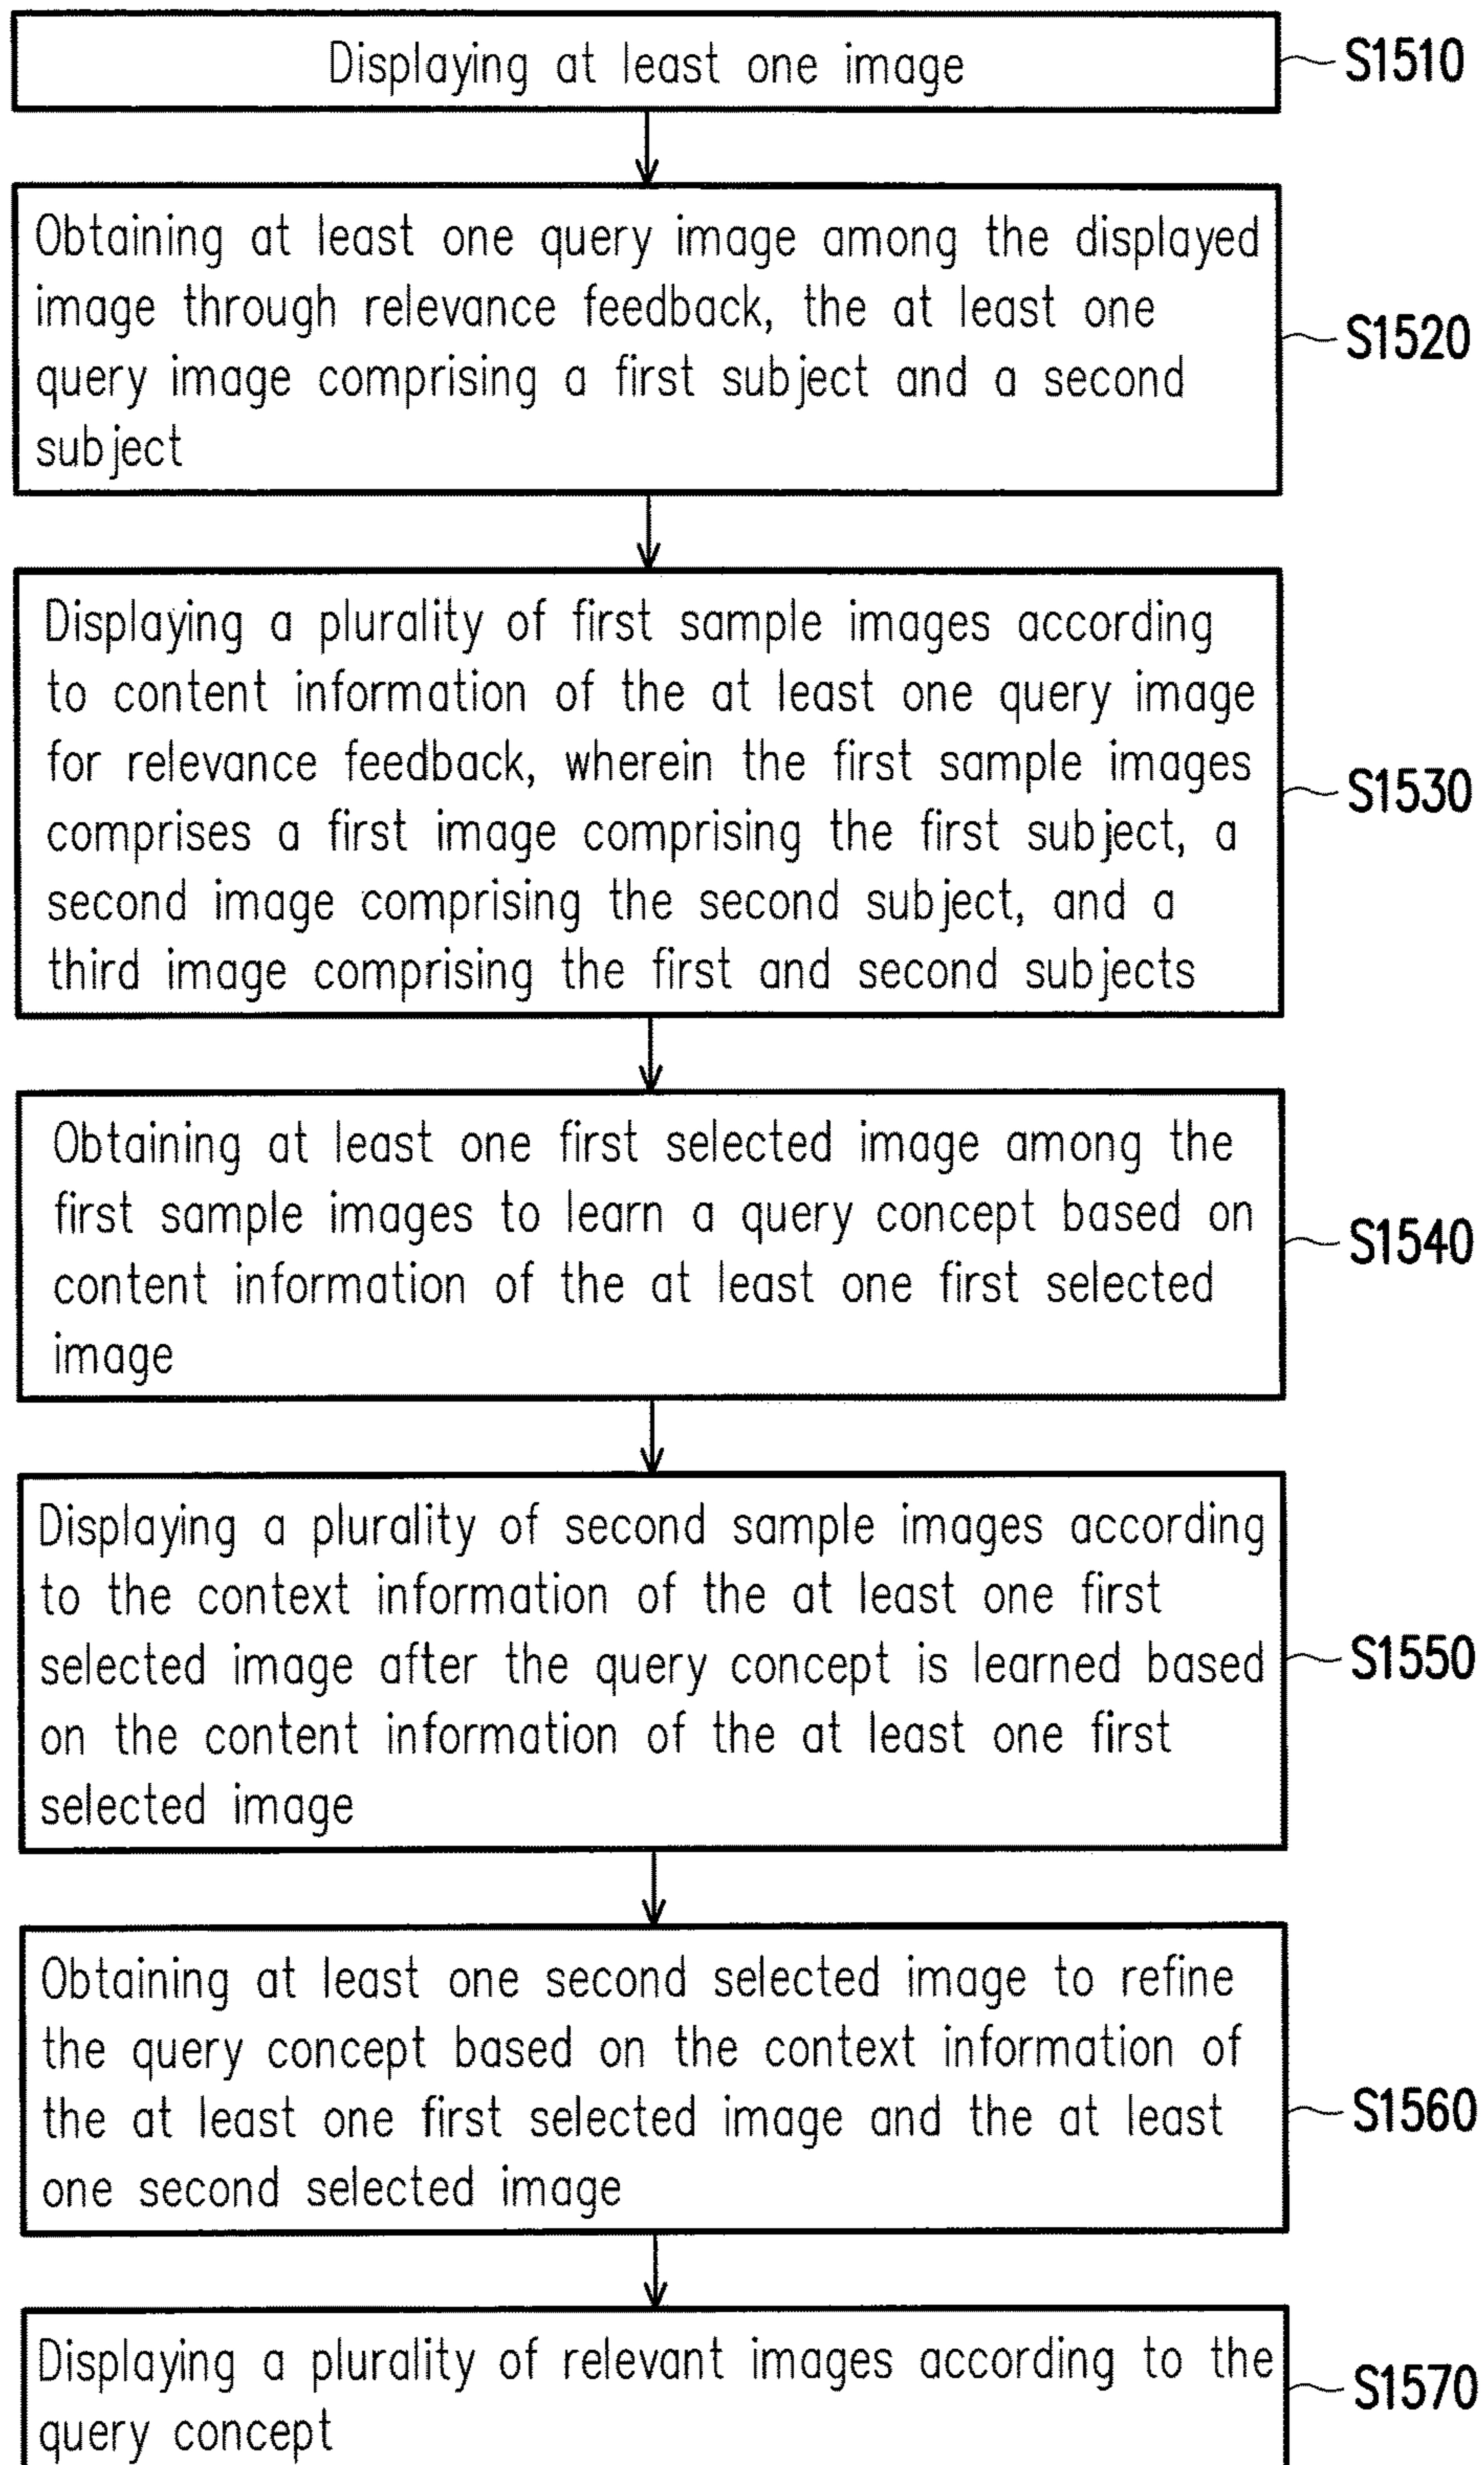 Displaying at least one image
S1510
Obtaining at least one query image among the displayed
image through relevance feedback, the at least one
query image comprising a first subject and a second
subject
S1520
Displaying a plurality of first sample images according
to content information of the at least one query image
for relevance feedback, wherein the first sample images
comprises a first image comprising the first subject, a
second image comprising the second subject, and a
third image comprising the first and second subjects
S1530
Obtaining at least one first selected image among the
first sample images to learn a query concept based on
content information of the at least one first selected
image
S1540
Displaying a plurality of second sample images according
to the context information of the at least one first
selected image after the query concept is learned based
on the content information of the at least one first
selected image
S1550
Obtaining at least one second selected image to refine
the query concept based on the context information of
the at least one first selected image and the at least
one second selected image
S1560
Displaying a plurality of relevant images according to the
query concept
S1570